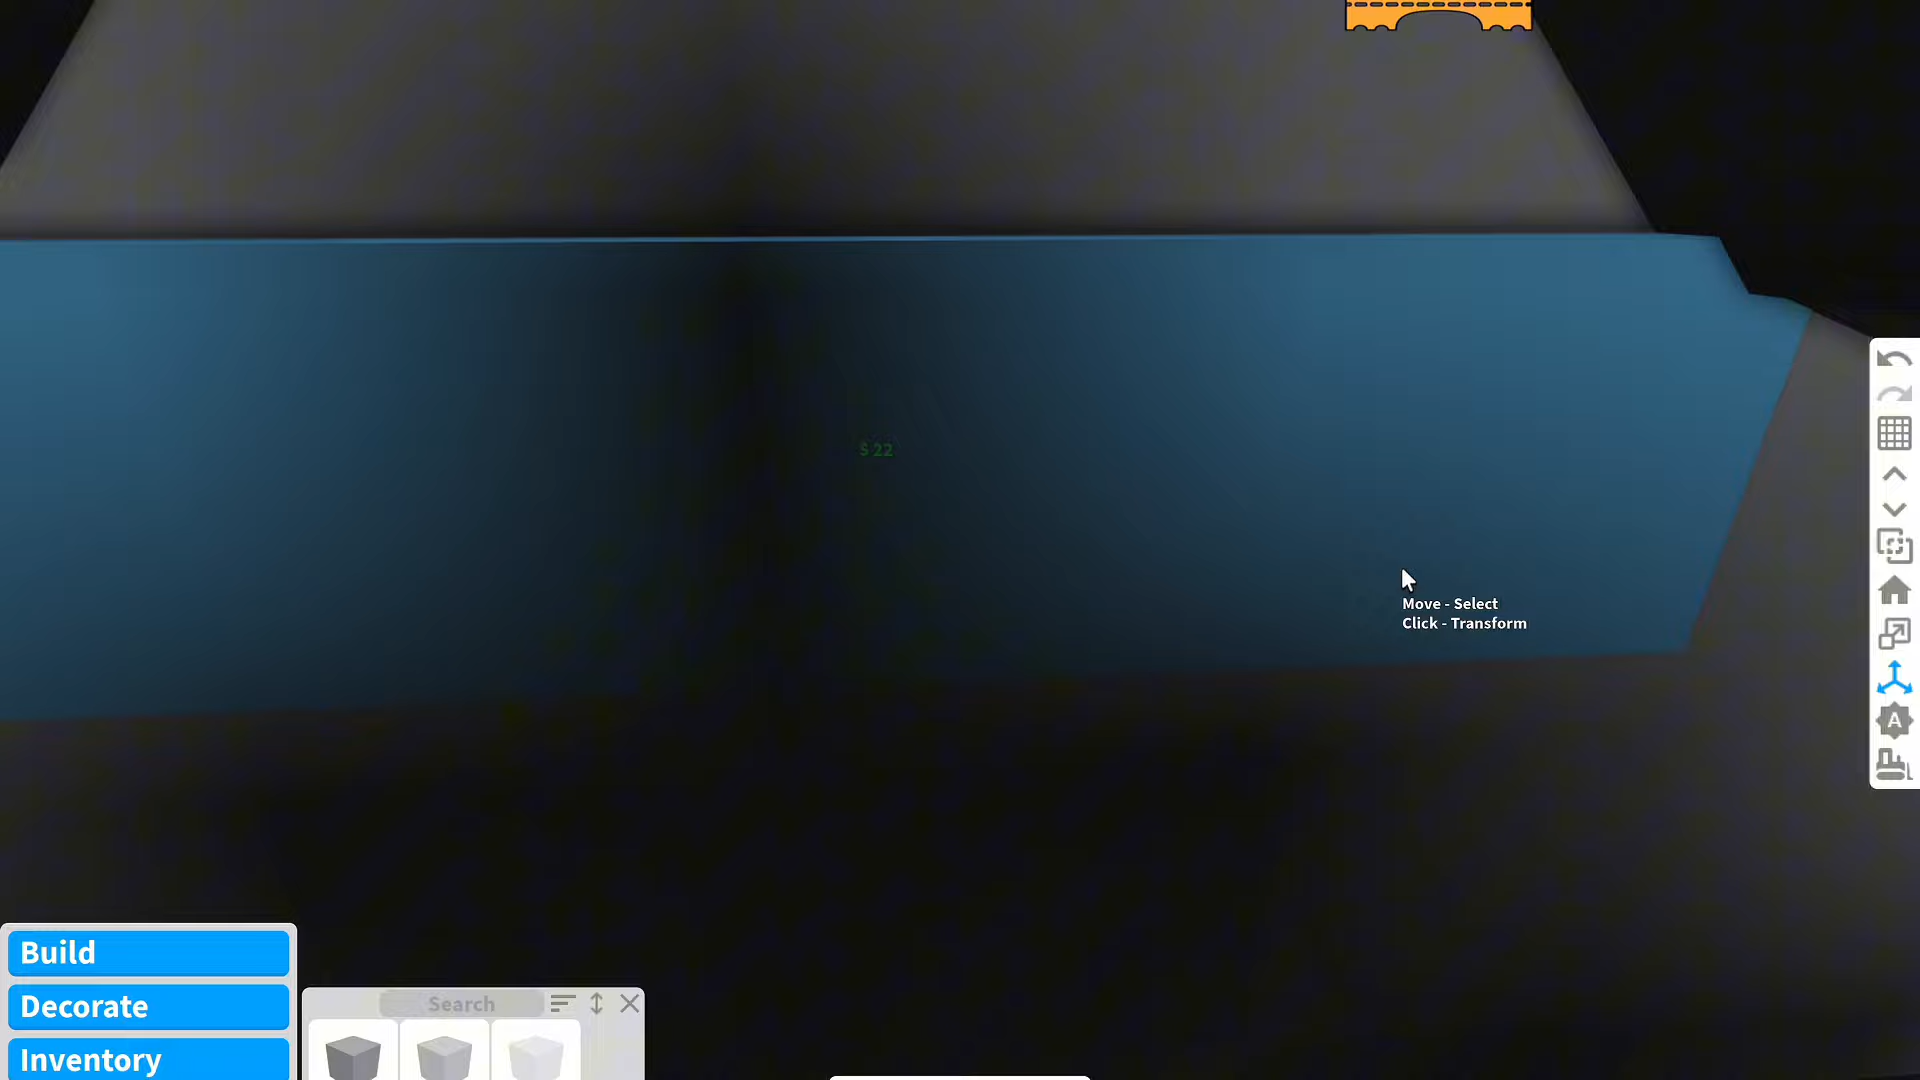 $ 22
Move - Select
Click - Transform
A
Build
Decorate
Inventory
Search